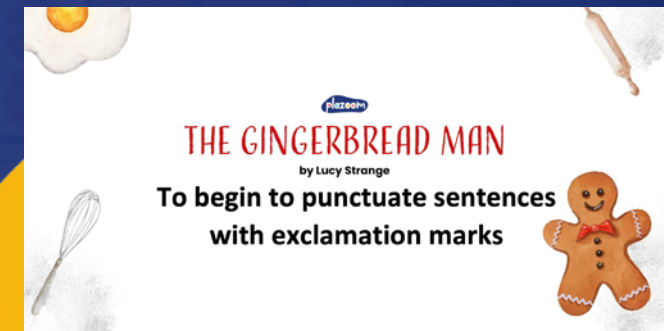 plazoom
THE GINGERBREAD MAN
by Lucy Strange
To begin to punctuate sentences
with exclamation marks